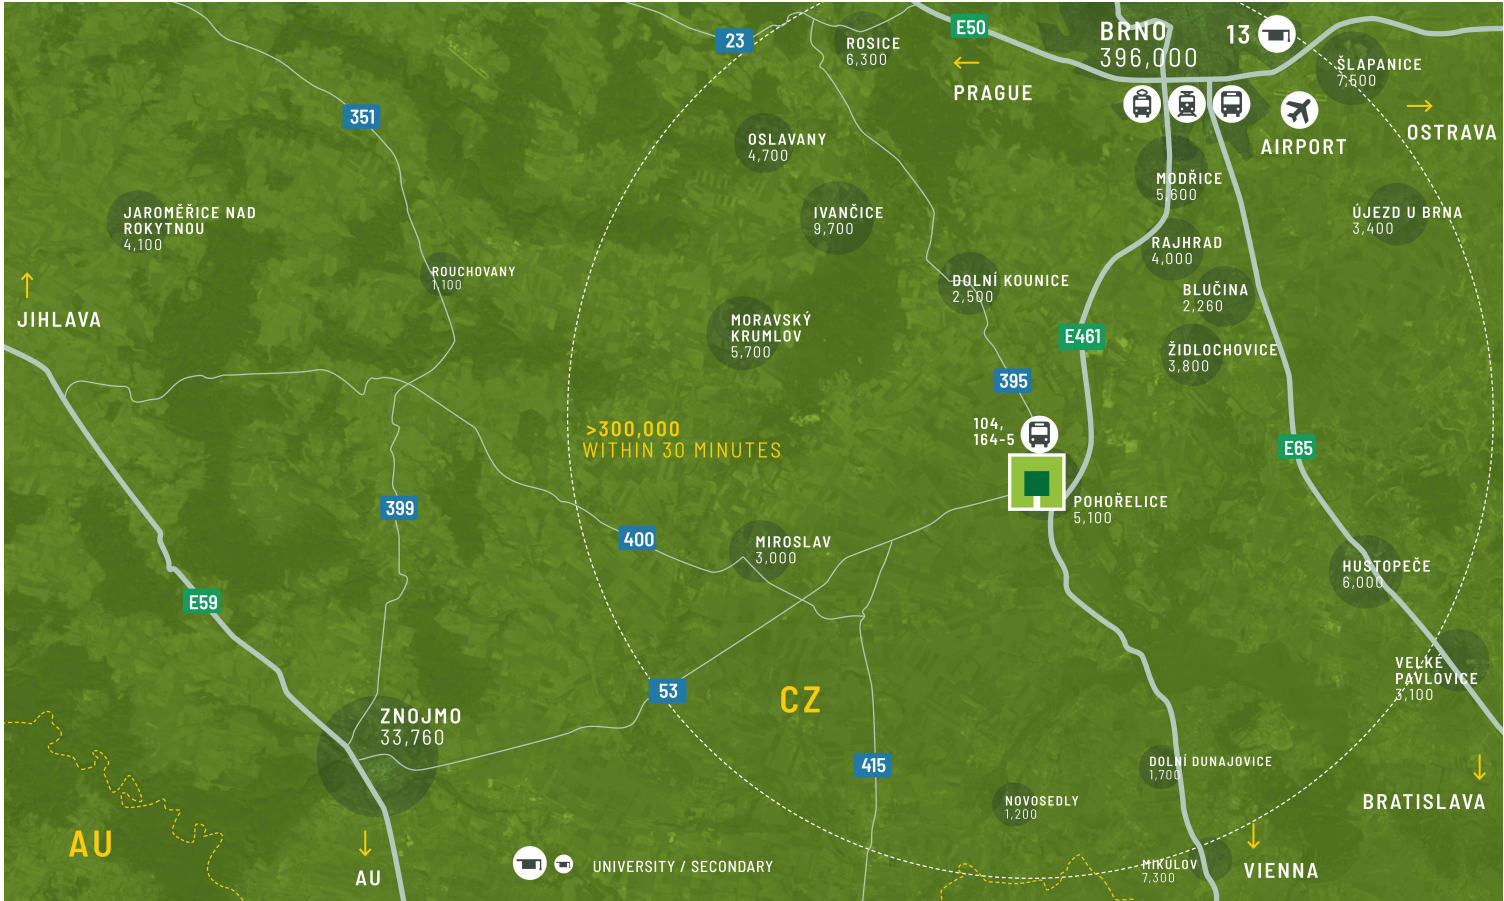 23
E50
ROSICE
6,300
PRAGUE
BRNO
396,000
13
ŠLAPANICE
7,500
OSTRAVA
AIRPORT
351
OSLAVANY
4,700
MODŘICE
5,600
JAROMĚŘICE NAD
ROKYTNOU
4,100
IVANČICE
9,700
ÚJEZD U BRNA
3,400
RAJHRAD
4,000
ROUCHOVANY
1,100
DOLNÍ KOUNICE
2,500
BLUČINA
2,260
JIHLAVA
MORAVSKÝ
KRUMLOV
5,700
E461
ŽIDLOCHOVICE
3,800
395
>300,000
WITHIN 30 MINUTES
104,
164-5
E65
399
POHOŘELICE
5,100
400
MIROSLAV
3,000
HUSTOPEČE
6,000
E59
53
CZ
VELKÉ
PAVLOVICE
3,100
ZNOJMO
33,760
415
DOLNÍ DUNAJOVICE
1,700
NOVOSEDLY
1,200
BRATISLAVA
AU
AU
UNIVERSITY / SECONDARY
MIKULOV
7,300
VIENNA